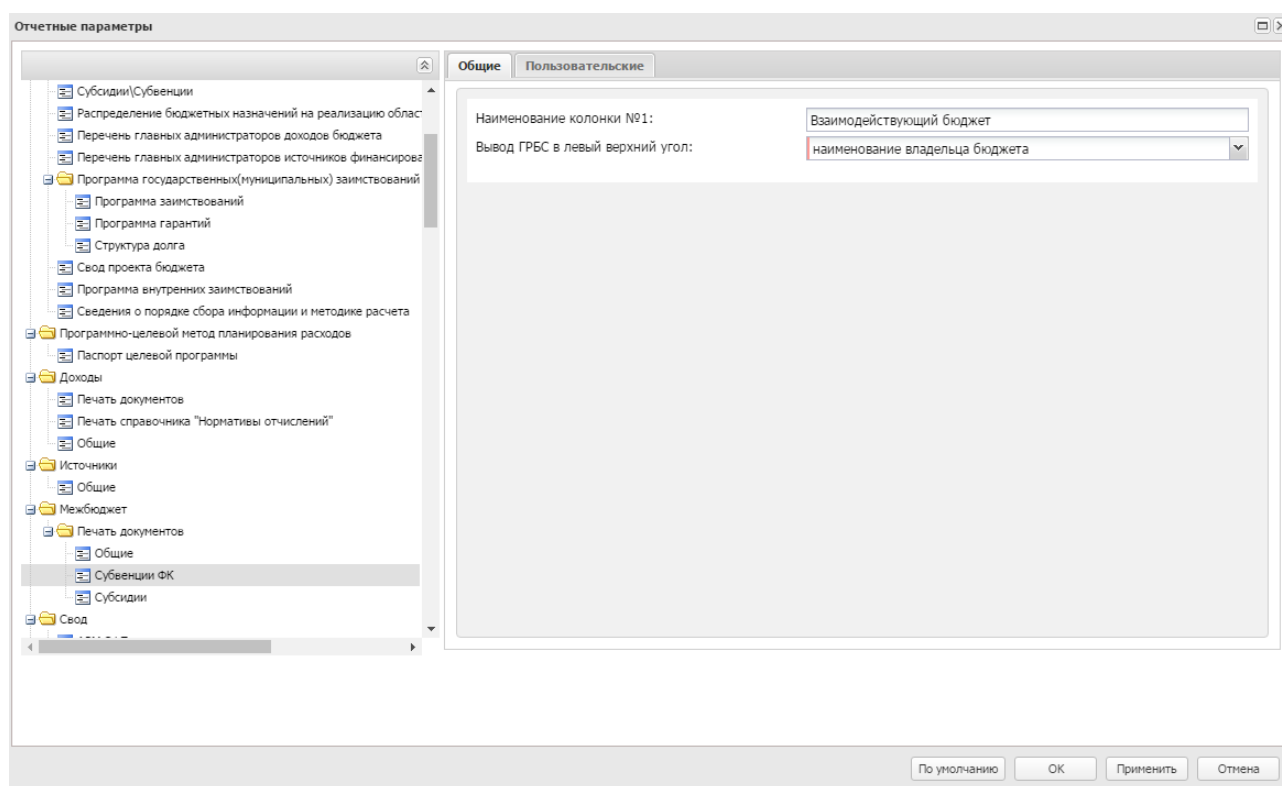 Отчетные параметры
Общие
Пользовательские
Субсидии\Субвенции
Распределение бюджетных назначений на реализацию облас
Перечень главных администраторов доходов бюджета
Перечень главных администраторов источников финансирова
Программа государственных(муниципальных) заимствований
Программа заимствований
Программа гарантий
Структура долга
Свод проекта бюджета
Программа внутренних заимствований
Сведения о порядке сбора информации и методике расчета
Программно-целевой метод планирования расходов
Паспорт целевой программы
Доходы
Печать документов
Печать справочника "Нормативы отчислений"
Общие
Источники
Общие
Межбюджет
Печать документов
Общие
Субвенции ФК
Субсидии
Свод
Наименование колонки №1:
Взаимодействующий бюджет
Вывод ГРБС в левый верхний угол:
наименование владельца бюджета
По умолчанию
ОК
Применить
Отмена